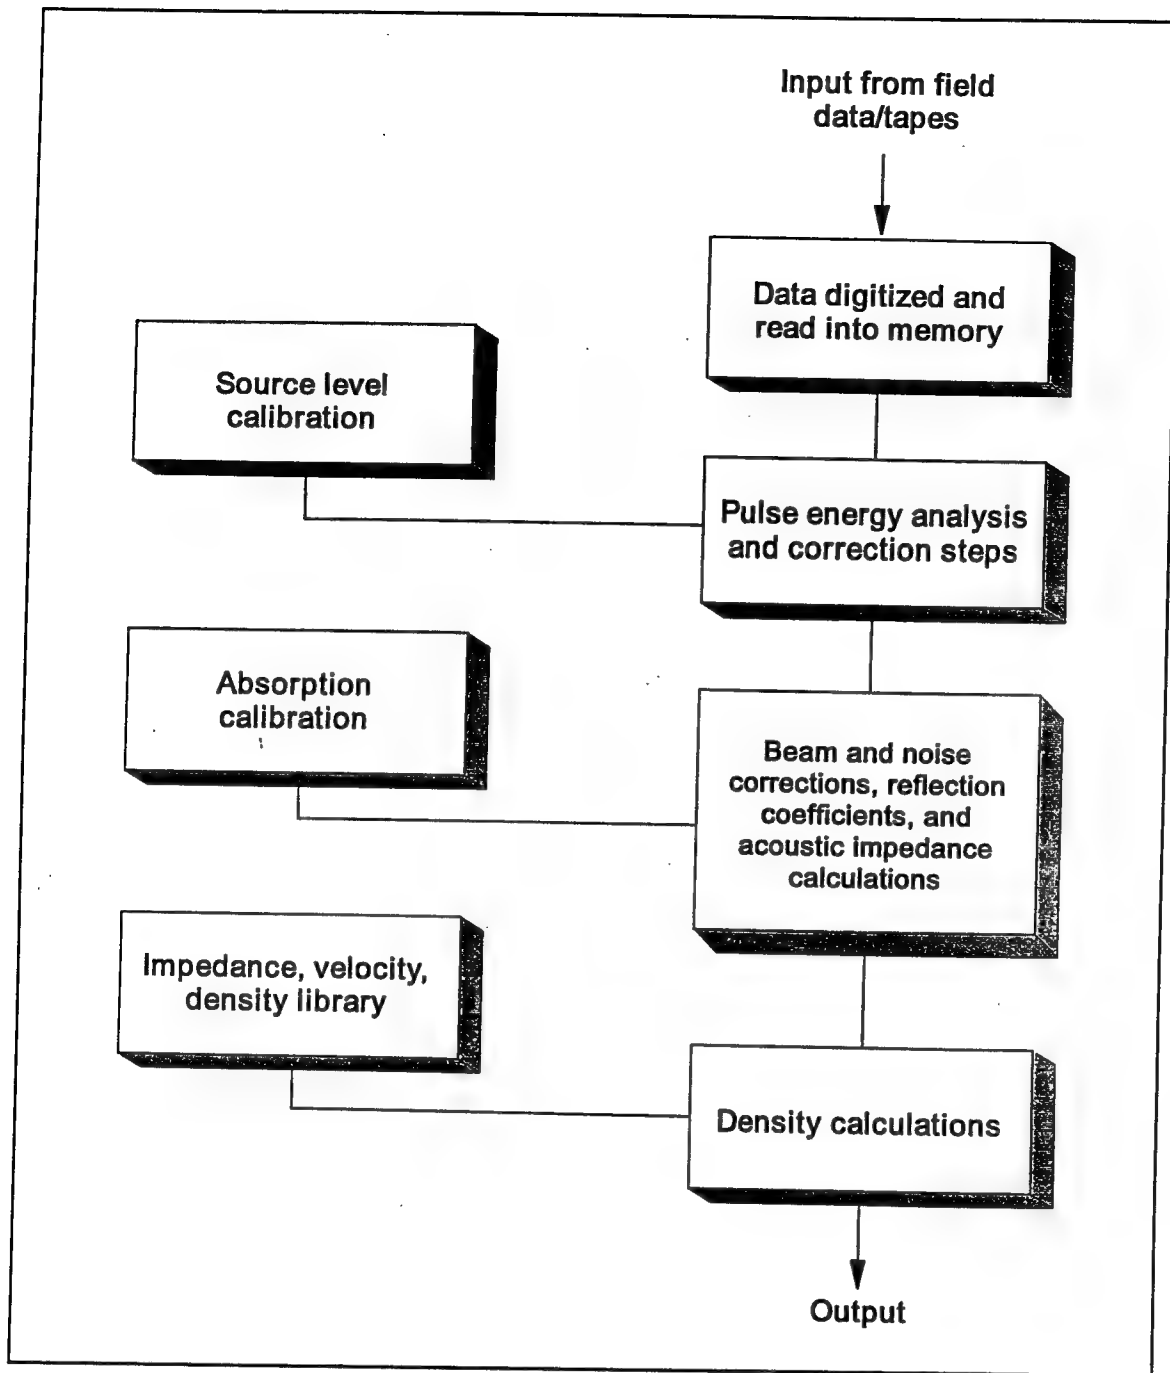 Input from field
data/tapes
Data digitized and
read into memory
Source level
calibration
Pulse energy analysis
and correction steps
Absorption
calibration
Beam and noise
corrections, reflection
coefficients, and
acoustic impedance
calculations
Impedance, velocity,
density library
Density calculations
Output